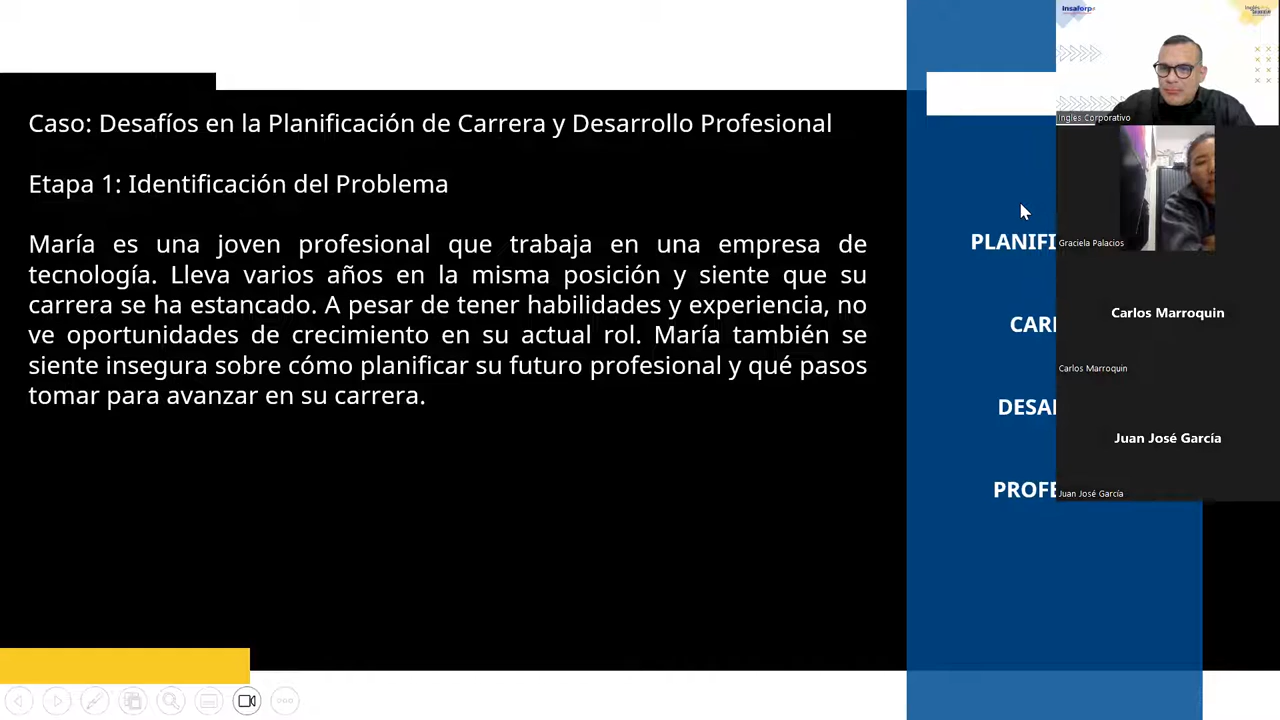 Caso: Desafíos en la Planificación de Carrera y Desarrollo Profesional
Etapa 1: Identificación del Problema
María es una joven profesional que trabaja en una empresa de
tecnología. Lleva varios años en la misma posición y siente que su
carrera se ha estancado. A pesar de tener habilidades y experiencia, no
ve oportunidades de crecimiento en su actual rol. María también se
siente insegura sobre cómo planificar su futuro profesional y qué pasos
tomar para avanzar en su carrera.
PLANIFI
CARR
DESAR
PROFE
insaforp
Ingles Corporativo
Graciela Palacios
Carlos Marroquin
Carlos Marroquin
Juan José García
Juan José García